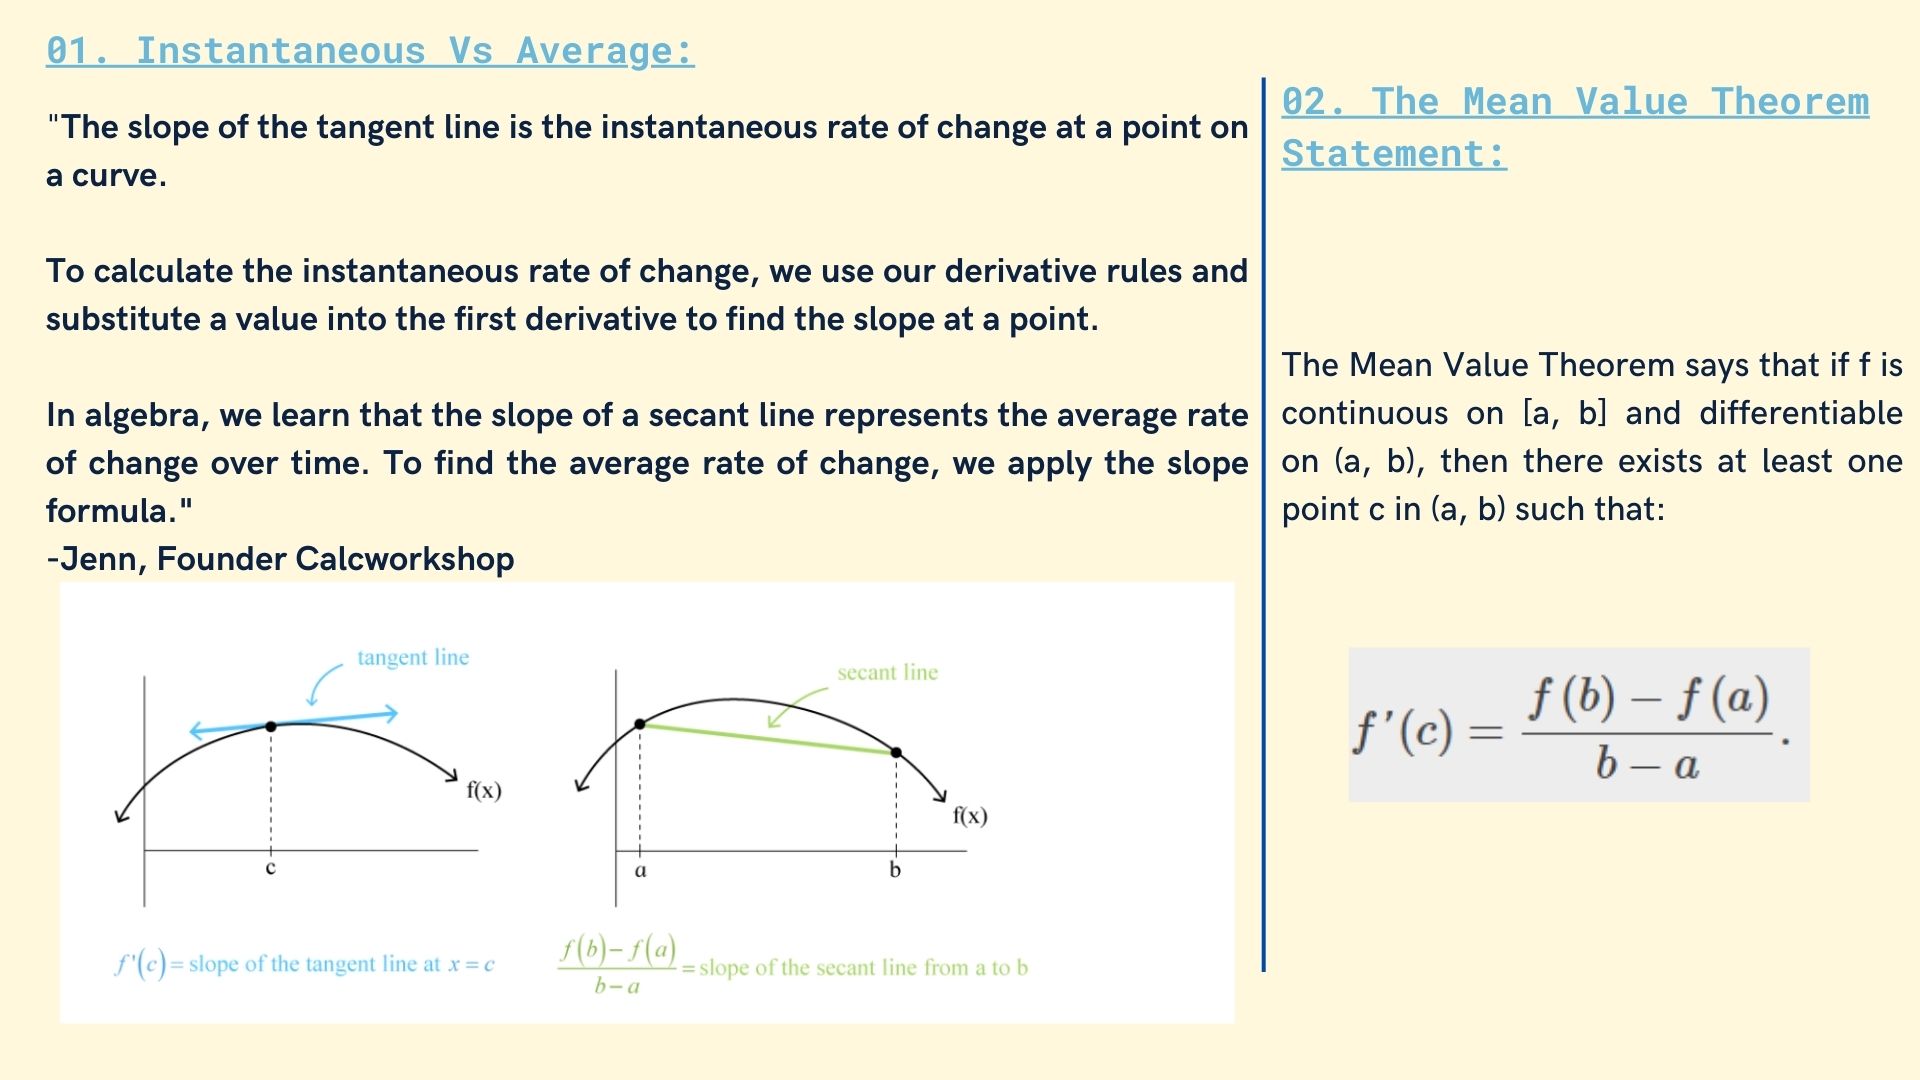 01. Instantaneous Vs Average:
"The slope of the tangent line is the instantaneous rate of change at a point on
a curve.
To calculate the instantaneous rate of change, we use our derivative rules and
substitute a value into the first derivative to find the slope at a point.
In algebra, we learn that the slope of a secant line represents the average rate
of change over time. To find the average rate of change, we apply the slope
formula."
-Jenn, Founder Calcworkshop
tangent line
f(x)
c
f'(c) = slope of the tangent line at x = c
secant line
f(x)
a
b
f(b) – f(a)
b – a
= slope of the secant line from a to b
02. The Mean Value Theorem
Statement:
The Mean Value Theorem says that if f is
continuous on [a, b] and differentiable
on (a, b), then there exists at least one
point c in (a, b) such that:
f'(c) =
f (b) – f (a)
b – a
.